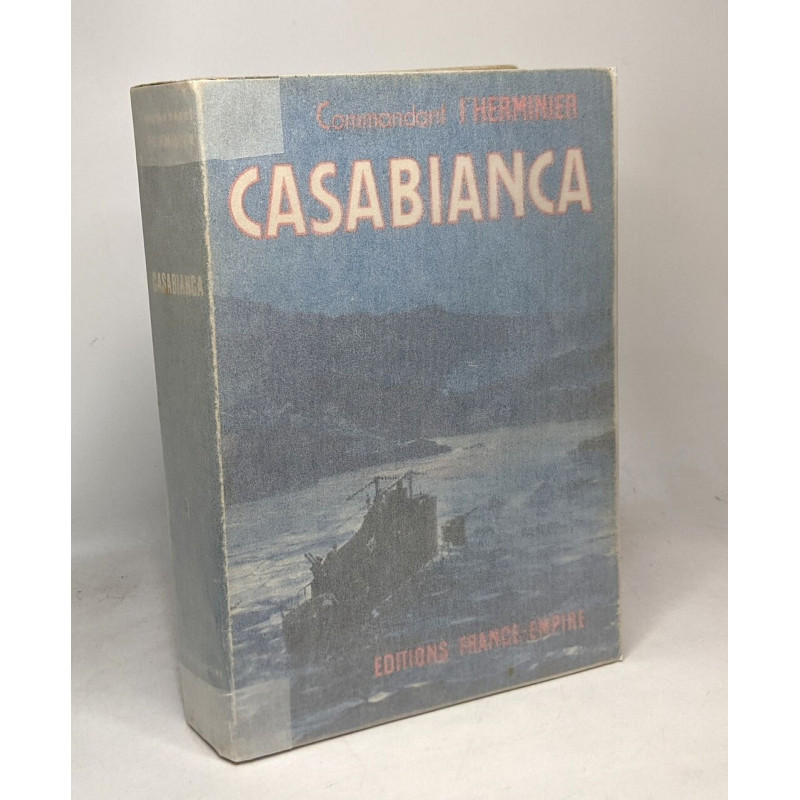 Commandant l'HERMINIER
CASABIANCA
CASABIANCA
EDITIONS FRANCE-EMPIRE